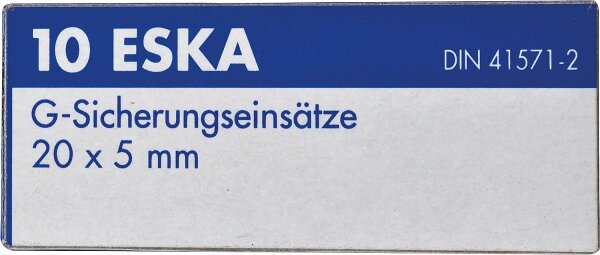 10 ESKA
DIN 41571-2
G-Sicherungseinsätze
20 x 5 mm